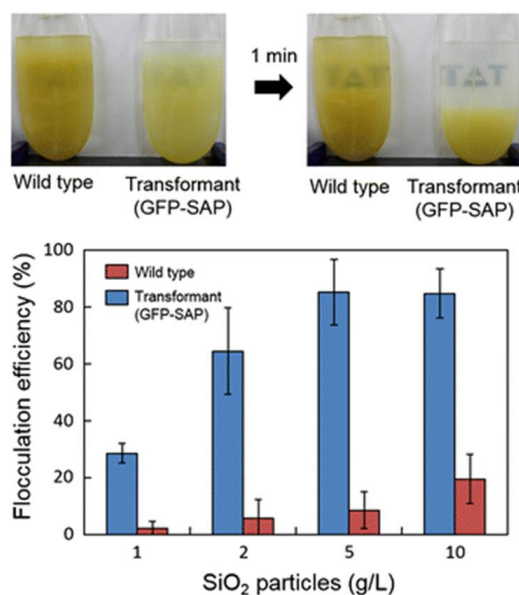 1 min
TAT
TAT
TAT
Wild type
Transformant
(GFP-SAP)
Wild type
Transformant
(GFP-SAP)
Flocculation efficiency (%)
100
80
60
40
20
0
Wild type
Transformant
(GFP-SAP)
1
2
5
10
SiO2 particles (g/L)